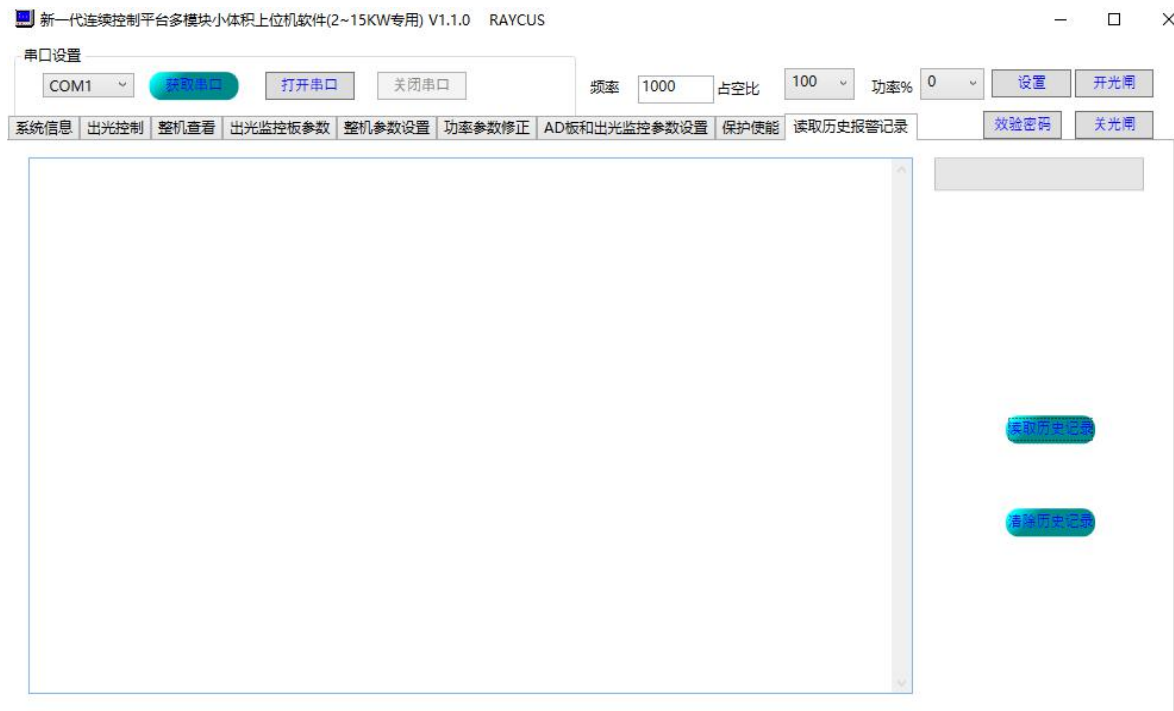 新一代连续控制平台多模块小体积上位机软件(2~15KW专用) V1.1.0 RAYCUS
串口设置
COM1 获取串口 打开串口 关闭串口 频率 1000 占空比 100 功率% 0 设置 开光闸
系统信息 出光控制 整机查看 出光监控板参数 整机参数设置 功率参数修正 AD板和出光监控参数设置 保护使能 读取历史报警记录 效验密码 关光闸
读取历史记录
清除历史记录